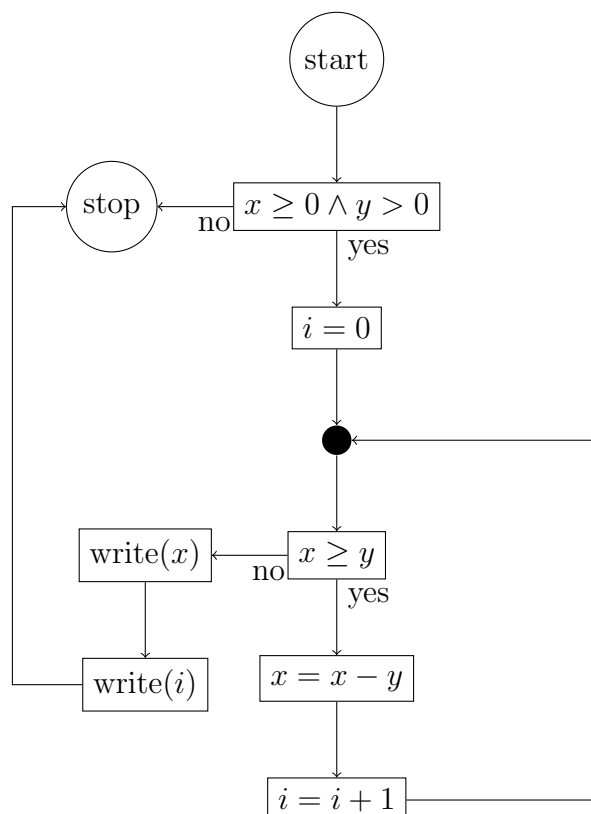 start
x ≥ 0 ∧ y > 0
stop
no
yes
i = 0
x ≥ y
write(x)
no
yes
x = x − y
write(i)
i = i + 1